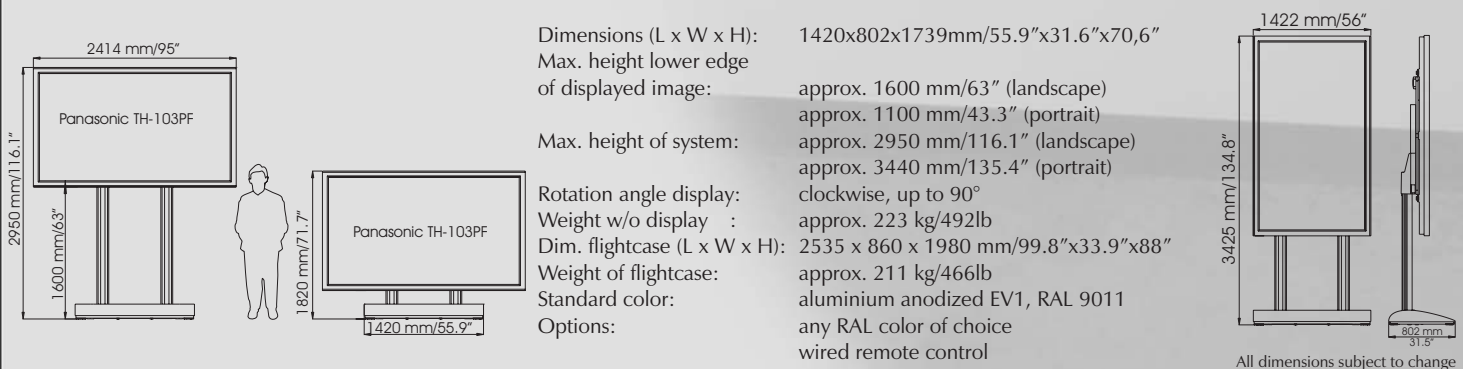 2414 mm/95”
2950 mm/116.1”
Panasonic TH-103PF
1600 mm/63”
1820 mm/71.7”
Panasonic TH-103PF
1420 mm/55.9”
Dimensions (L x W x H): 1420x802x1739mm/55.9”x31.6”x70,6”
Max. height lower edge
of displayed image: approx. 1600 mm/63” (landscape)
approx. 1100 mm/43.3” (portrait)
Max. height of system: approx. 2950 mm/116.1” (landscape)
approx. 3440 mm/135.4” (portrait)
Rotation angle display: clockwise, up to 90°
Weight w/o display : approx. 223 kg/492lb
Dim. flightcase (L x W x H): 2535 x 860 x 1980 mm/99.8”x33.9”x88”
Weight of flightcase: approx. 211 kg/466lb
Standard color: aluminium anodized EV1, RAL 9011
Options: any RAL color of choice
wired remote control
1422 mm/56”
3425 mm/134.8”
802 mm
31.5”
All dimensions subject to change